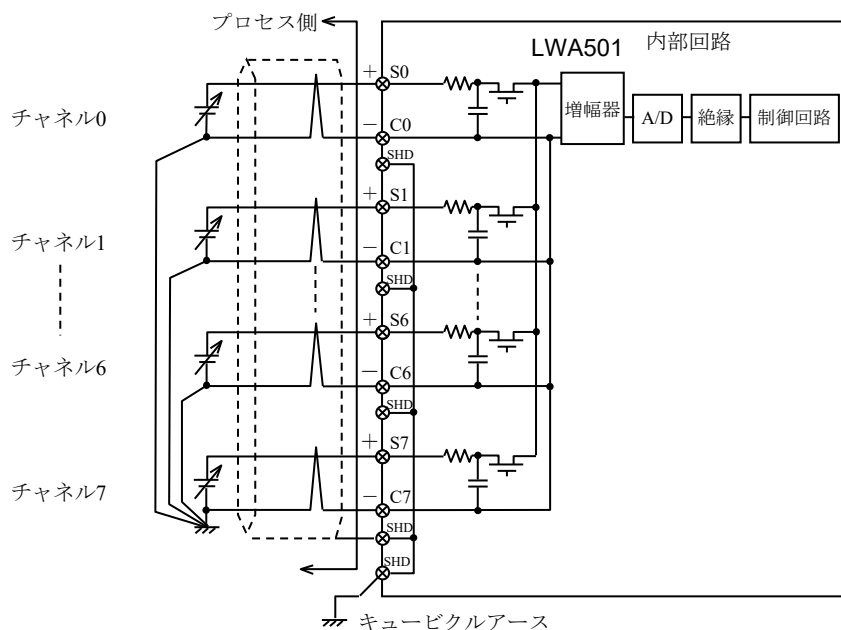 プロセス側
LWA501 内部回路
チャネル0
+ S0
− C0
SHD
増幅器
A/D
絶縁
制御回路
チャネル1
+ S1
− C1
SHD
チャネル6
+ S6
− C6
SHD
チャネル7
+ S7
− C7
SHD
SHD
キュービクルアース